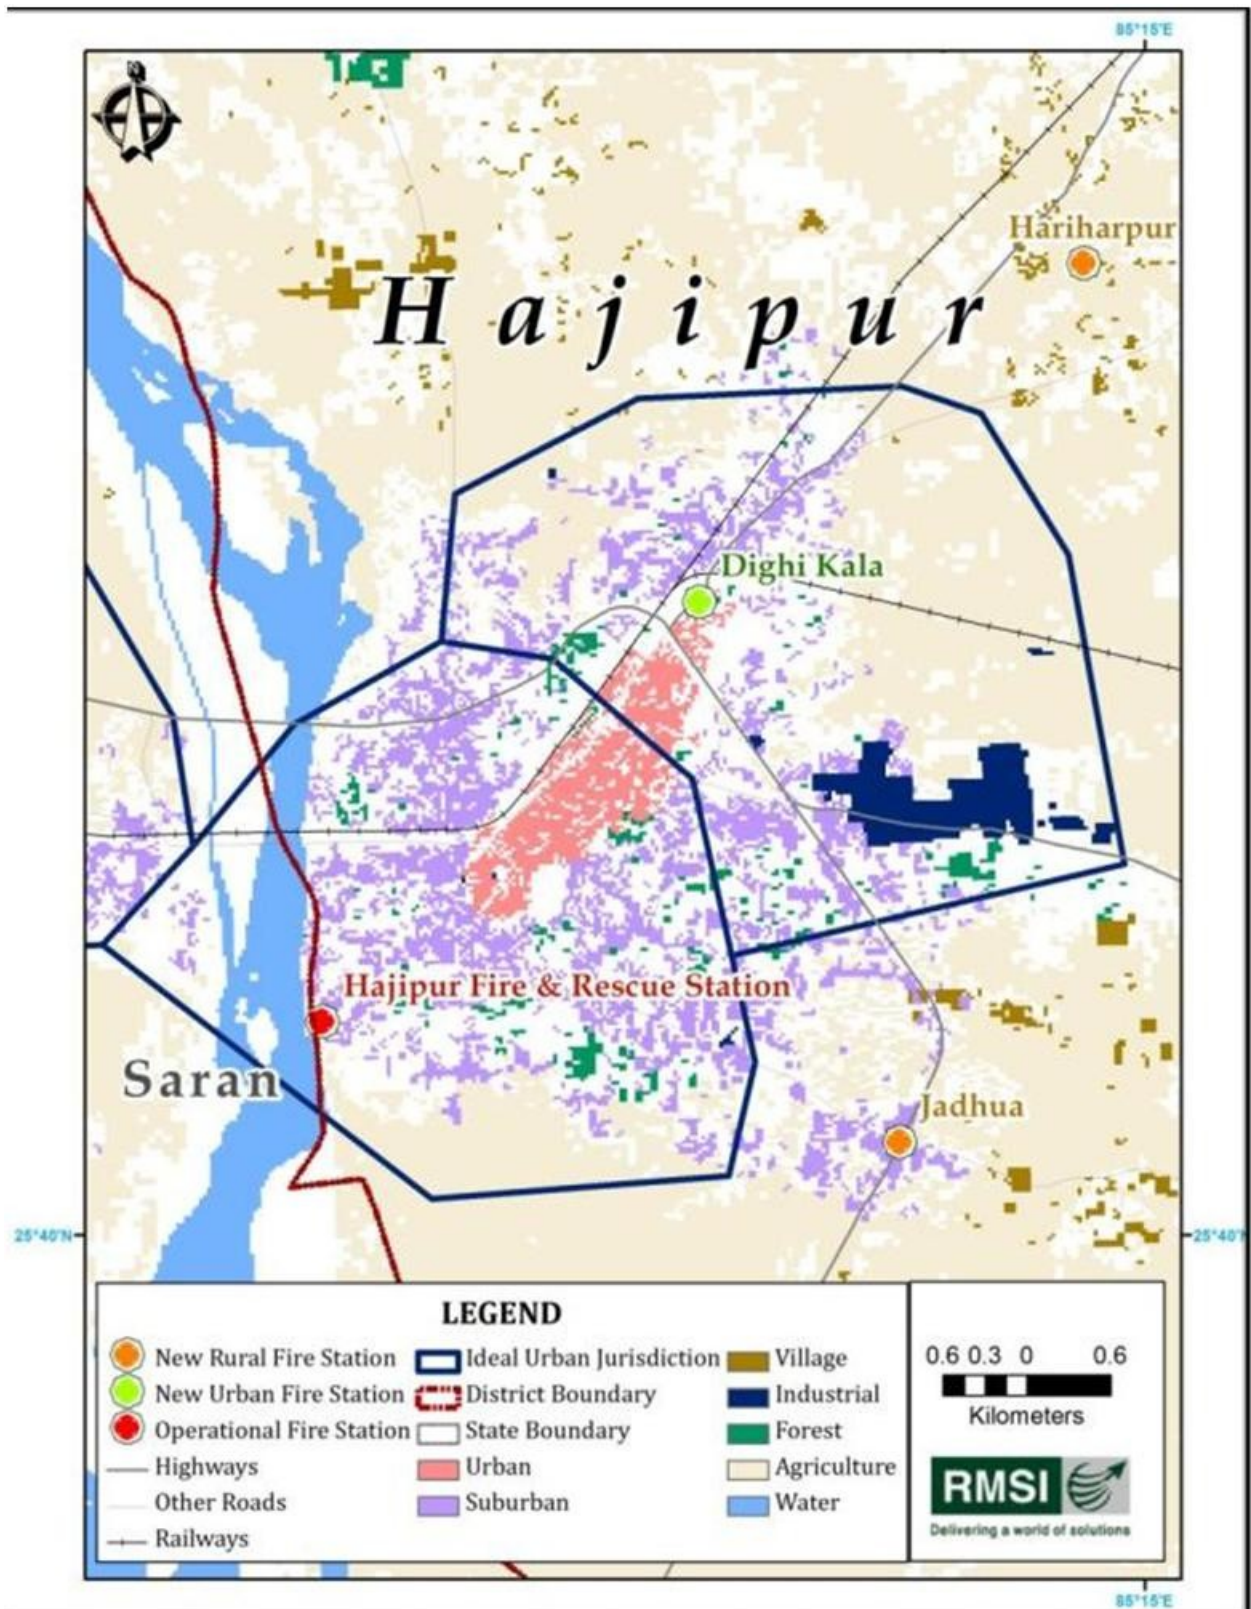 85°15'E
N
Hariharpur
Hajipur
Dighi Kala
Hajipur Fire & Rescue Station
Saran
Jadhua
25°40'N
25°40'N
LEGEND
New Rural Fire Station
New Urban Fire Station
Operational Fire Station
Highways
Other Roads
Railways
Ideal Urban Jurisdiction
District Boundary
State Boundary
Urban
Suburban
Village
Industrial
Forest
Agriculture
Water
0.6 0.3 0 0.6
Kilometers
RMSI
Delivering a world of solutions
85°15'E